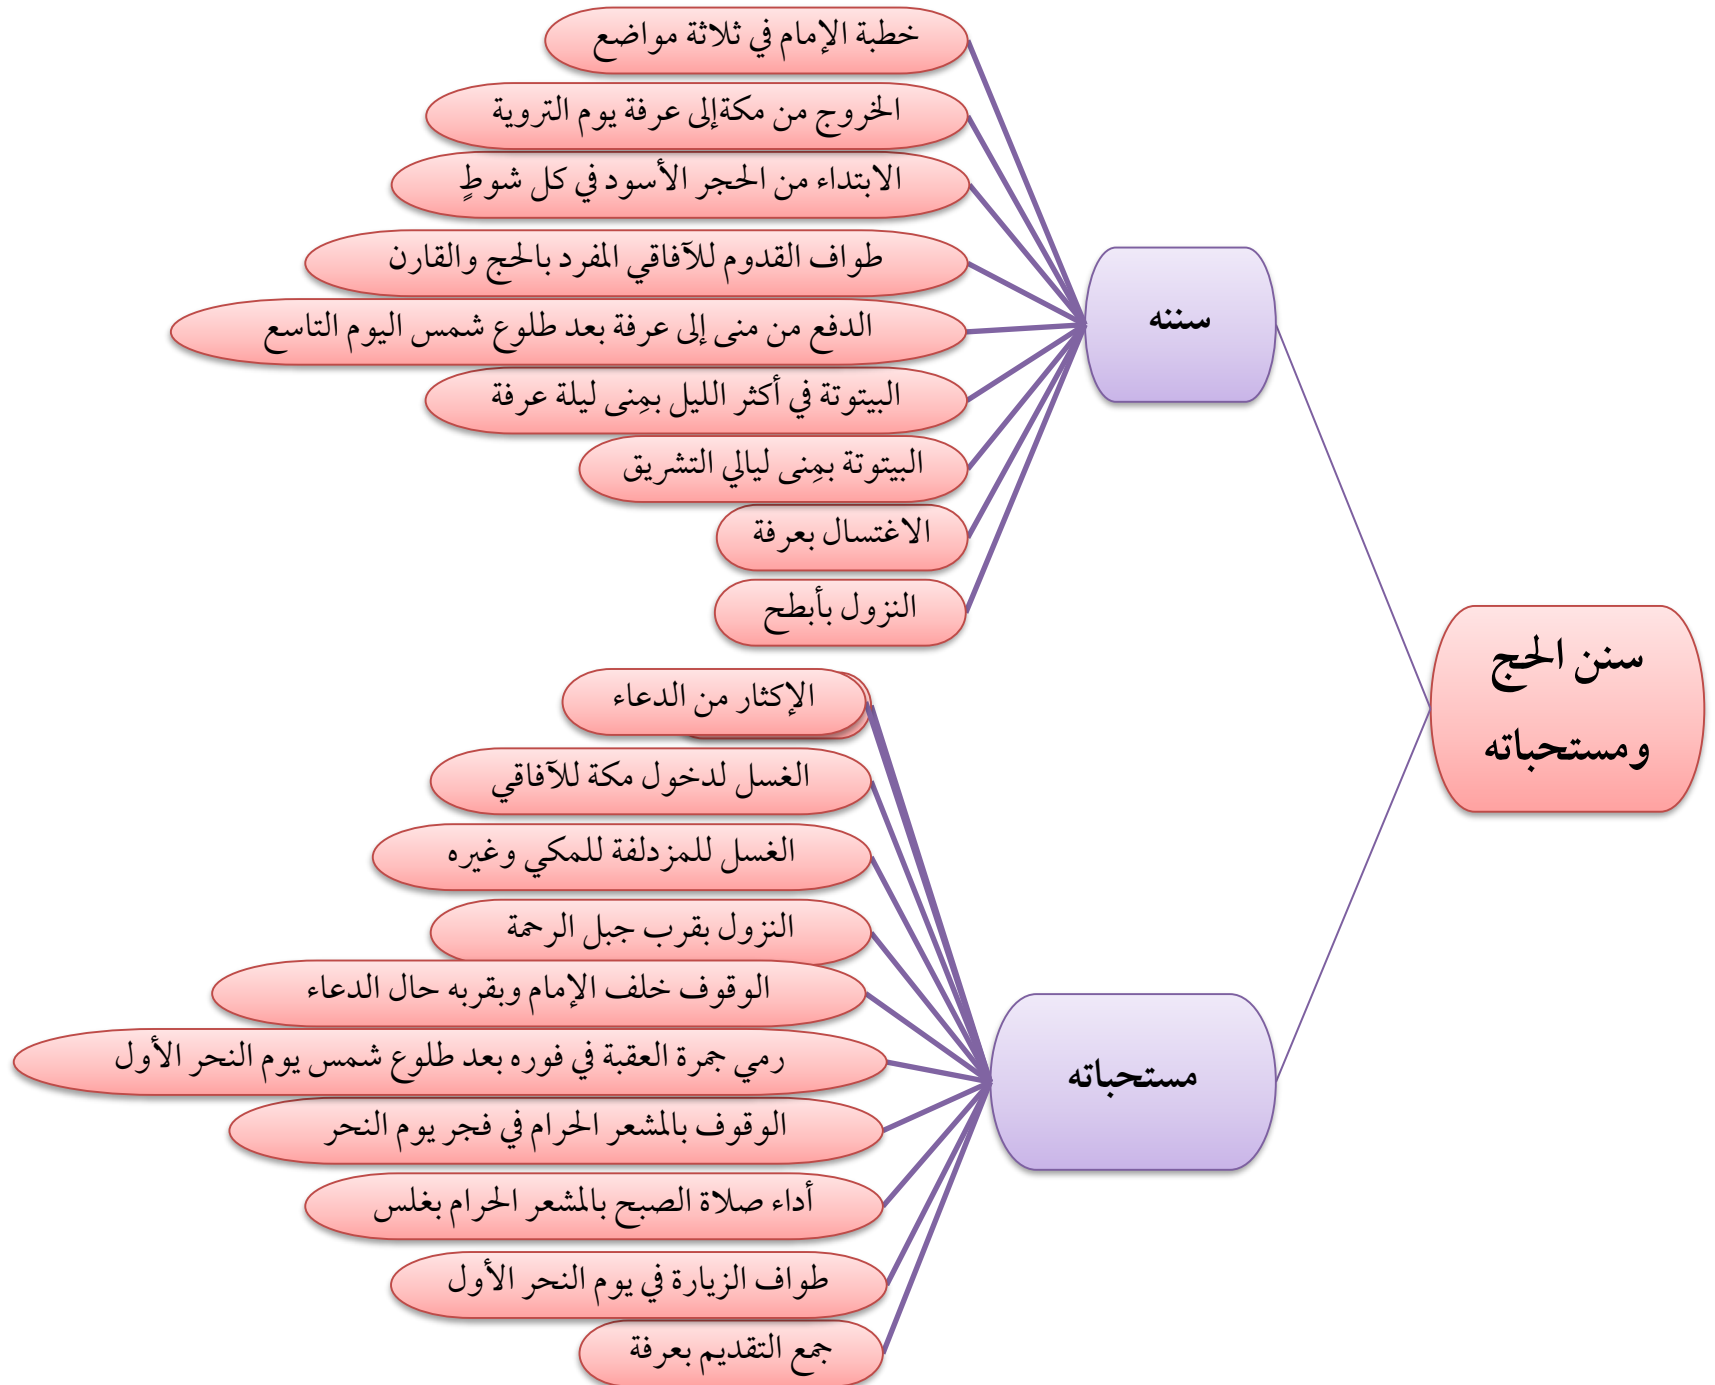 سنن الحج
ومستحباته
سننه
خطبة الإمام في ثلاثة مواضع
الخروج من مكةإلى عرفة يوم التروية
الابتداء من الحجر الأسود في كل شوطٍ
طواف القدوم للآفاقي المفرد بالحج والقارن
الدفع من منى إلى عرفة بعد طلوع شمس اليوم التاسع
البيتوتة في أكثر الليل بمِنى ليلة عرفة
البيتوتة بمِنى ليالي التشريق
الاغتسال بعرفة
النزول بأبطح
مستحباته
الإكثار من الدعاء
الغسل لدخول مكة للآفاقي
الغسل للمزدلفة للمكي وغيره
النزول بقرب جبل الرحمة
الوقوف خلف الإمام وبقربه حال الدعاء
رمي جمرة العقبة في فوره بعد طلوع شمس يوم النحر الأول
الوقوف بالمشعر الحرام في فجر يوم النحر
أداء صلاة الصبح بالمشعر الحرام بغلس
طواف الزيارة في يوم النحر الأول
جمع التقديم بعرفة